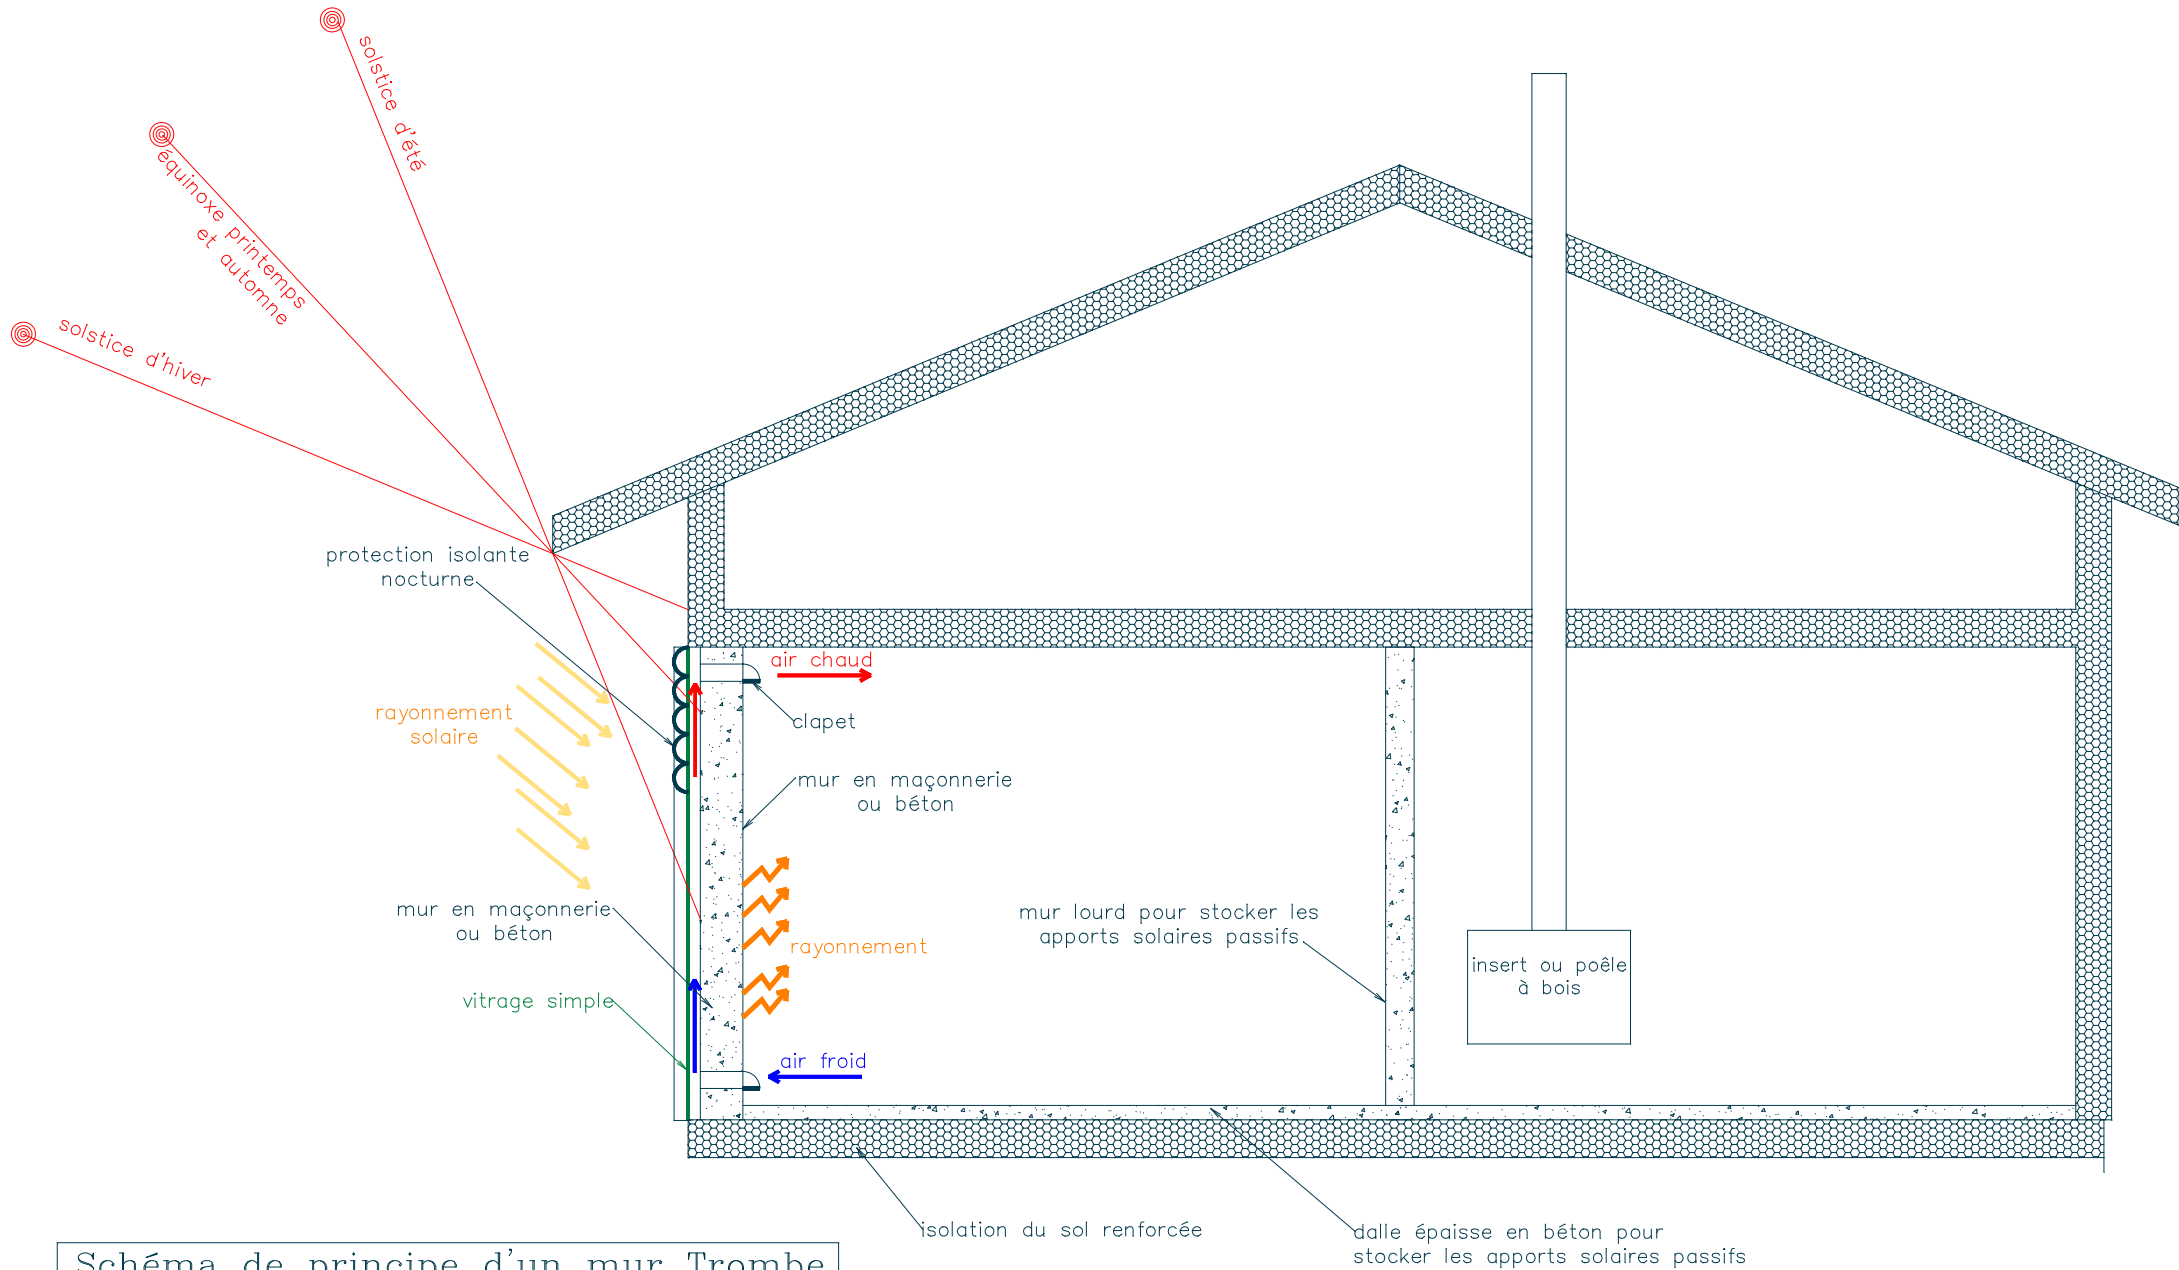 solstice d'été
équinoxe printemps
et automne
solstice d'hiver
protection isolante
nocturne
air chaud
rayonnement
solaire
clapet
mur en maçonnerie
ou béton
mur en maçonnerie
ou béton
mur lourd pour stocker les
apports solaires passifs
rayonnement
insert ou poêle
à bois
vitrage simple
air froid
isolation du sol renforcée
dalle épaisse en béton pour
stocker les apports solaires passifs
Schéma de principe d'un mur Trombe